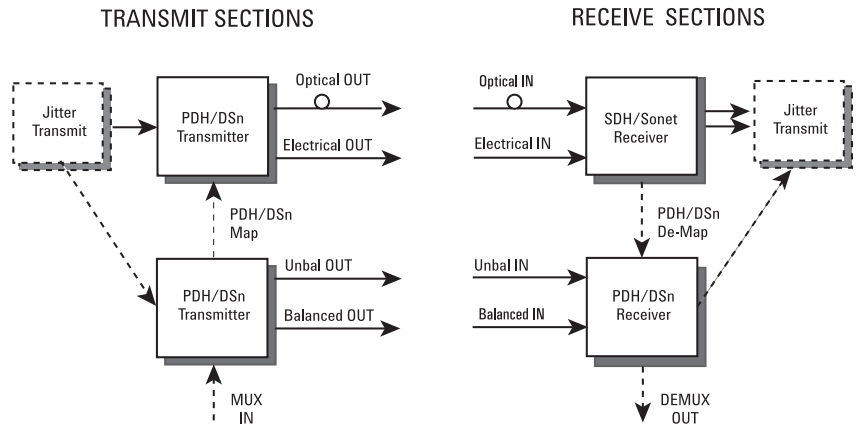 TRANSMIT SECTIONS
Jitter
Transmit
PDH/DSn
Transmitter
Optical OUT
Electrical OUT
PDH/DSn
Map
PDH/DSn
Transmitter
Unbal OUT
Balanced OUT
MUX
IN
RECEIVE SECTIONS
Optical IN
Electrical IN
SDH/Sonet
Receiver
Jitter
Transmit
PDH/DSn
De-Map
Unbal IN
Balanced IN
PDH/DSn
Receiver
DEMUX
OUT